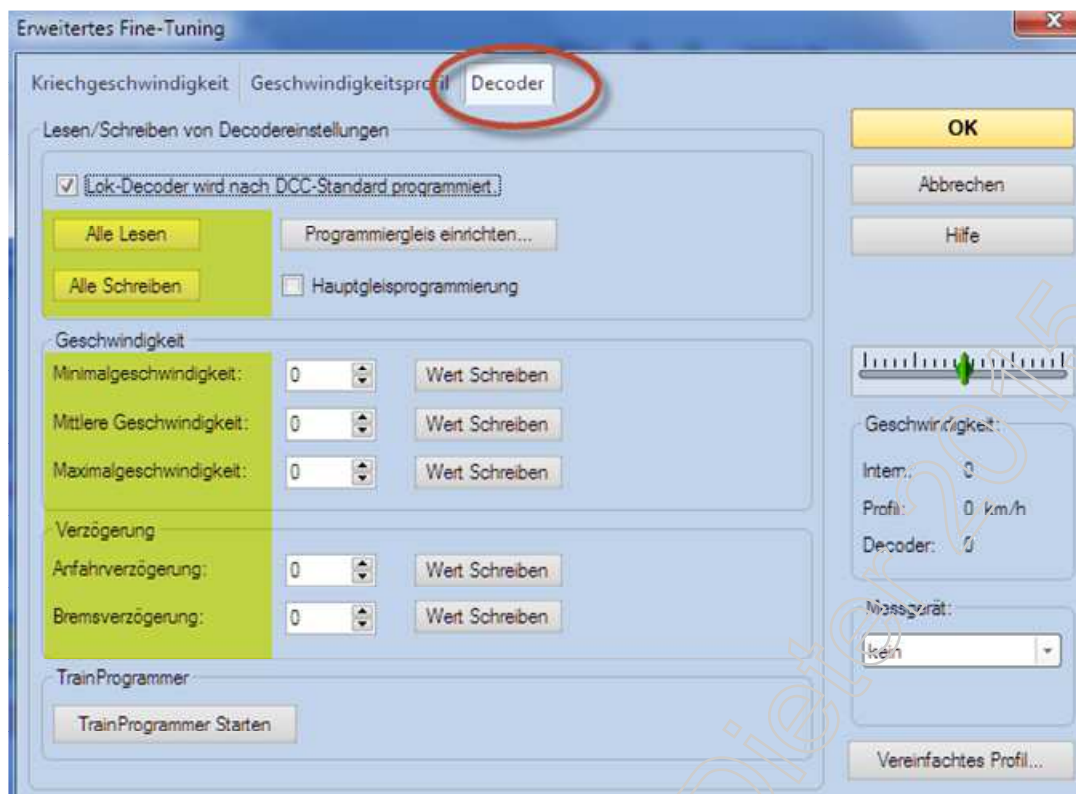 Erweitertes Fine-Tuning
Kriechgeschwindigkeit Geschwindigkeitsprofil Decoder
Lesen/Schreiben von Decodereinstellungen
Lok-Decoder wird nach DCC-Standard programmiert.
Alle Lesen Programmiergleis einrichten...
Alle Schreiben Hauptgleisprogrammierung
Geschwindigkeit
Minimalgeschwindigkeit: 0 Wert Schreiben
Mittlere Geschwindigkeit: 0 Wert Schreiben
Maximalgeschwindigkeit: 0 Wert Schreiben
Verzögerung
Anfahrverzögerung: 0 Wert Schreiben
Bremsverzögerung: 0 Wert Schreiben
TrainProgrammer
TrainProgrammer Starten
OK
Abbrechen
Hilfe
Geschwindigkeit:
Intern: 0
Profil: 0 km/h
Decoder: 0
Messgerät:
kein
Vereinfachtes Profil...
Dieter 2015